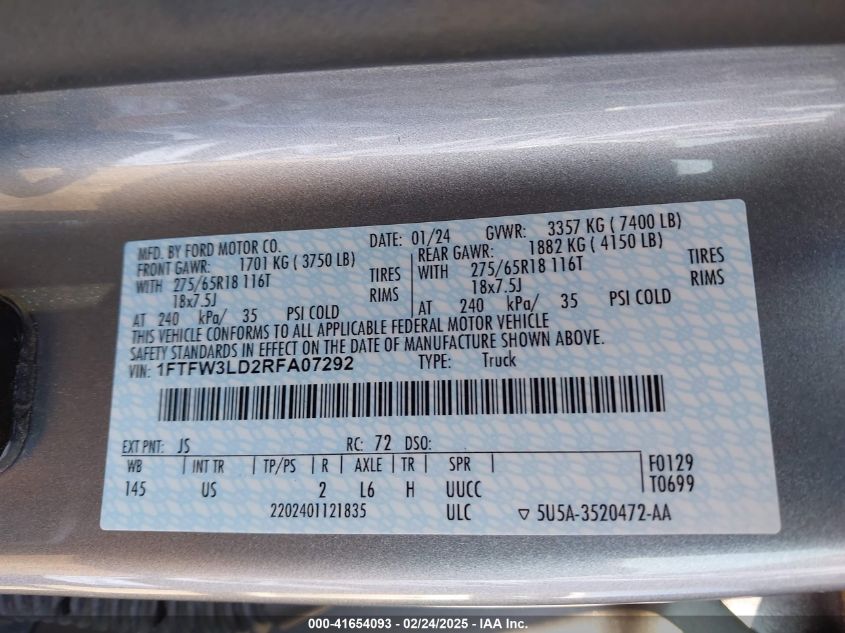 MFD. BY FORD MOTOR CO. DATE: 01/24 GVWR: 3357 KG ( 7400 LB)
FRONT GAWR: 1701 KG ( 3750 LB) REAR GAWR: 1882 KG ( 4150 LB)
WITH 275/65R18 116T TIRES WITH 275/65R18 116T TIRES
18x7.5J RIMS 18x7.5J RIMS
AT 240 kPa/ 35 PSI COLD AT 240 kPa/ 35 PSI COLD
THIS VEHICLE CONFORMS TO ALL APPLICABLE FEDERAL MOTOR VEHICLE
SAFETY STANDARDS IN EFFECT ON THE DATE OF MANUFACTURE SHOWN ABOVE.
VIN: 1FTFW3LD2RFA07292 TYPE: Truck
EXT PNT: JS RC: 72 DSO:
WB INT TR TP/PS R AXLE TR SPR F0129
145 US 2 L6 H UUCC T0699
2202401121835 ULC ▽ 5U5A-3520472-AA
000-41654093 - 02/24/2025 - IAA Inc.